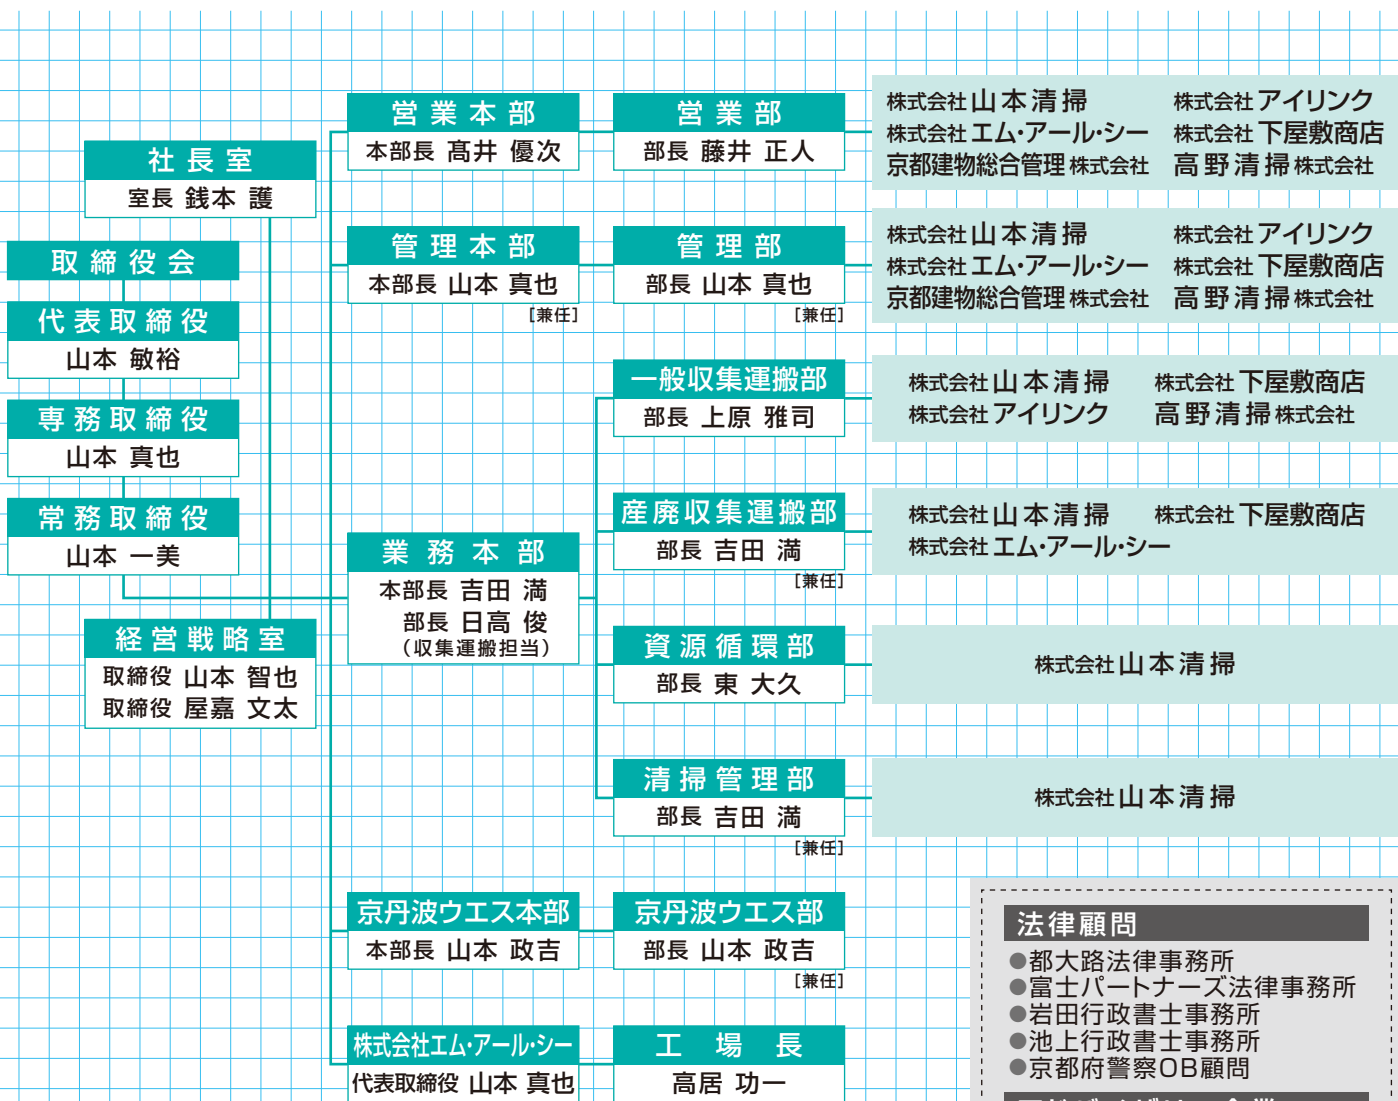 社長室
室長 銭本 護
取締役会
代表取締役
山本 敏裕
専務取締役
山本 真也
常務取締役
山本 一美
経営戦略室
取締役 山本 智也
取締役 屋嘉 文太
営業本部
本部長 髙井 優次
営業部
部長 藤井 正人
株式会社 山本清掃 株式会社 アイリンク
株式会社 エム・アール・シー 株式会社 下屋敷商店
京都建物総合管理 株式会社 高野清掃 株式会社
管理本部
本部長 山本 真也
[兼任]
管理部
部長 山本 真也
[兼任]
株式会社 山本清掃 株式会社 アイリンク
株式会社 エム・アール・シー 株式会社 下屋敷商店
京都建物総合管理 株式会社 高野清掃 株式会社
業務本部
本部長 吉田 満
部長 日高 俊
(収集運搬担当)
一般収集運搬部
部長 上原 雅司
株式会社 山本清掃 株式会社 下屋敷商店
株式会社 アイリンク 高野清掃 株式会社
産廃収集運搬部
部長 吉田 満
[兼任]
株式会社 山本清掃 株式会社 下屋敷商店
株式会社 エム・アール・シー
資源循環部
部長 東 大久
株式会社 山本清掃
清掃管理部
部長 吉田 満
[兼任]
株式会社 山本清掃
京丹波ウエス本部
本部長 山本 政吉
京丹波ウエス部
部長 山本 政吉
[兼任]
株式会社エム・アール・シー
代表取締役 山本 真也
工場長
高居 功一
法律顧問
●都大路法律事務所
●富士パートナーズ法律事務所
●岩田行政書士事務所
●池上行政書士事務所
●京都府警察OB顧問